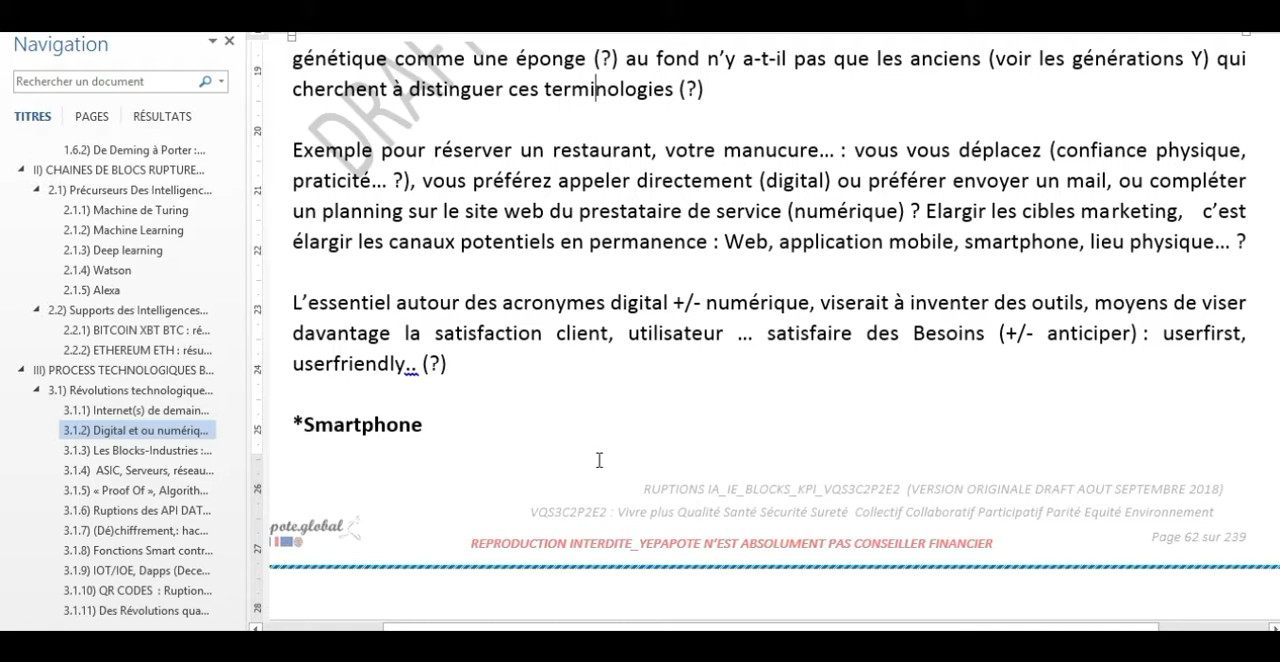 Navigation
Rechercher un document
TITRES PAGES RÉSULTATS
1.6.2) De Deming à Porter :...
II) CHAINES DE BLOCS RUPTURE...
2.1) Précurseurs Des Intelligenc...
2.1.1) Machine de Turing
2.1.2) Machine Learning
2.1.3) Deep learning
2.1.4) Watson
2.1.5) Alexa
2.2) Supports des Intelligences...
2.2.1) BITCOIN XBT BTC : ré...
2.2.2) ETHEREUM ETH : résu...
III) PROCESS TECHNOLOGIQUES B...
3.1) Révolutions technologique...
3.1.1) Internet(s) de demain...
3.1.2) Digital et ou numériq...
3.1.3) Les Blocks-Industries :...
3.1.4) ASIC, Serveurs, réseau...
3.1.5) « Proof Of », Algorith...
3.1.6) Ruptions des API DAT...
3.1.7) (Dé)chiffrement,: hac...
3.1.8) Fonctions Smart contr...
3.1.9) IOT/IOE, Dapps (Dece...
3.1.10) QR CODES : Ruption...
3.1.11) Des Révolutions qua...
19
20
21
22
23
24
25
26
27
28
DRAFT
génétique comme une éponge (?) au fond n’y a-t-il pas que les anciens (voir les générations Y) qui
cherchent à distinguer ces terminologies (?)
Exemple pour réserver un restaurant, votre manucure... : vous vous déplacez (confiance physique,
praticité... ?), vous préférez appeler directement (digital) ou préférer envoyer un mail, ou compléter
un planning sur le site web du prestataire de service (numérique) ? Elargir les cibles marketing, c’est
élargir les canaux potentiels en permanence : Web, application mobile, smartphone, lieu physique... ?
L’essentiel autour des acronymes digital +/- numérique, viserait à inventer des outils, moyens de viser
davantage la satisfaction client, utilisateur ... satisfaire des Besoins (+/- anticiper) : userfirst,
userfriendly.. (?)
*Smartphone
RUPTIONS IA_IE_BLOCKS_KPI_VQS3C2P2E2 (VERSION ORIGINALE DRAFT AOUT SEPTEMBRE 2018)
VQS3C2P2E2 : Vivre plus Qualité Santé Sécurité Sureté Collectif Collaboratif Participatif Parité Equité Environnement
pote.global
REPRODUCTION INTERDITE_YEPAPOTE N’EST ABSOLUMENT PAS CONSEILLER FINANCIER
Page 62 sur 239